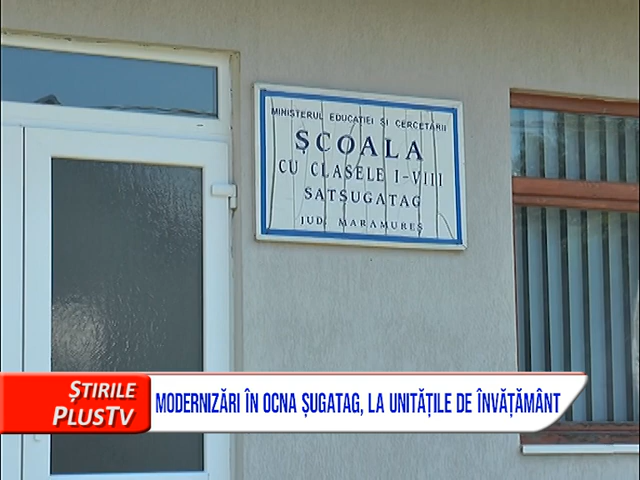 MINISTERUL EDUCAȚIEI ȘI CERCETĂRII
ȘCOALA
CU CLASELE I-VIII
SATSUGATAG
JUD. MARAMUREȘ
ȘTIRILE
PLUSTV
MODERNIZĂRI ÎN OCNA ȘUGATAG, LA UNITĂȚILE DE ÎNVĂȚĂMÂNT